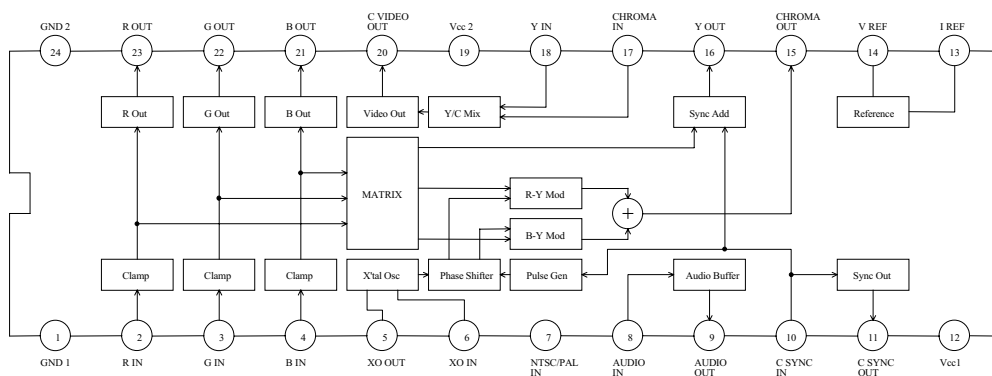 GND 2
R OUT
G OUT
B OUT
C VIDEO
OUT
Vcc 2
Y IN
CHROMA
IN
Y OUT
CHROMA
OUT
V REF
I REF
24
23
22
21
20
19
18
17
16
15
14
13
R Out
G Out
B Out
Video Out
Y/C Mix
Sync Add
Reference
MATRIX
R-Y Mod
+
B-Y Mod
Clamp
Clamp
Clamp
X'tal Osc
Phase Shifter
Pulse Gen
Audio Buffer
Sync Out
1
2
3
4
5
6
7
8
9
10
11
12
GND 1
R IN
G IN
B IN
XO OUT
XO IN
NTSC/PAL
IN
AUDIO
IN
AUDIO
OUT
C SYNC
IN
C SYNC
OUT
Vcc1